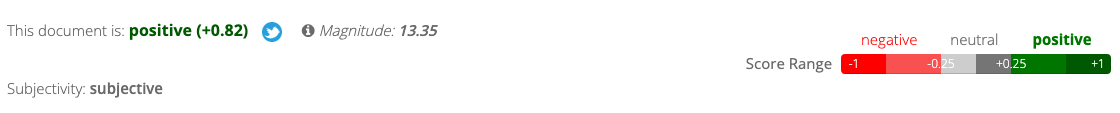 This document is: positive (+0.82) Magnitude: 13.35
negative neutral positive
Score Range -1 -0.25 +0.25 +1
Subjectivity: subjective